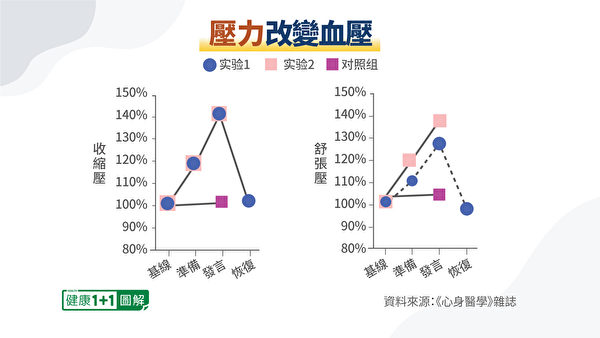 壓力改變血壓
实验1 实验2 对照组
收縮壓
150%
140%
130%
120%
110%
100%
90%
80%
基線 準備 發言 恢復
舒張壓
150%
140%
130%
120%
110%
100%
90%
80%
基線 準備 發言 恢復
健康1+1 圖解
資料來源：《心身醫學》雜誌